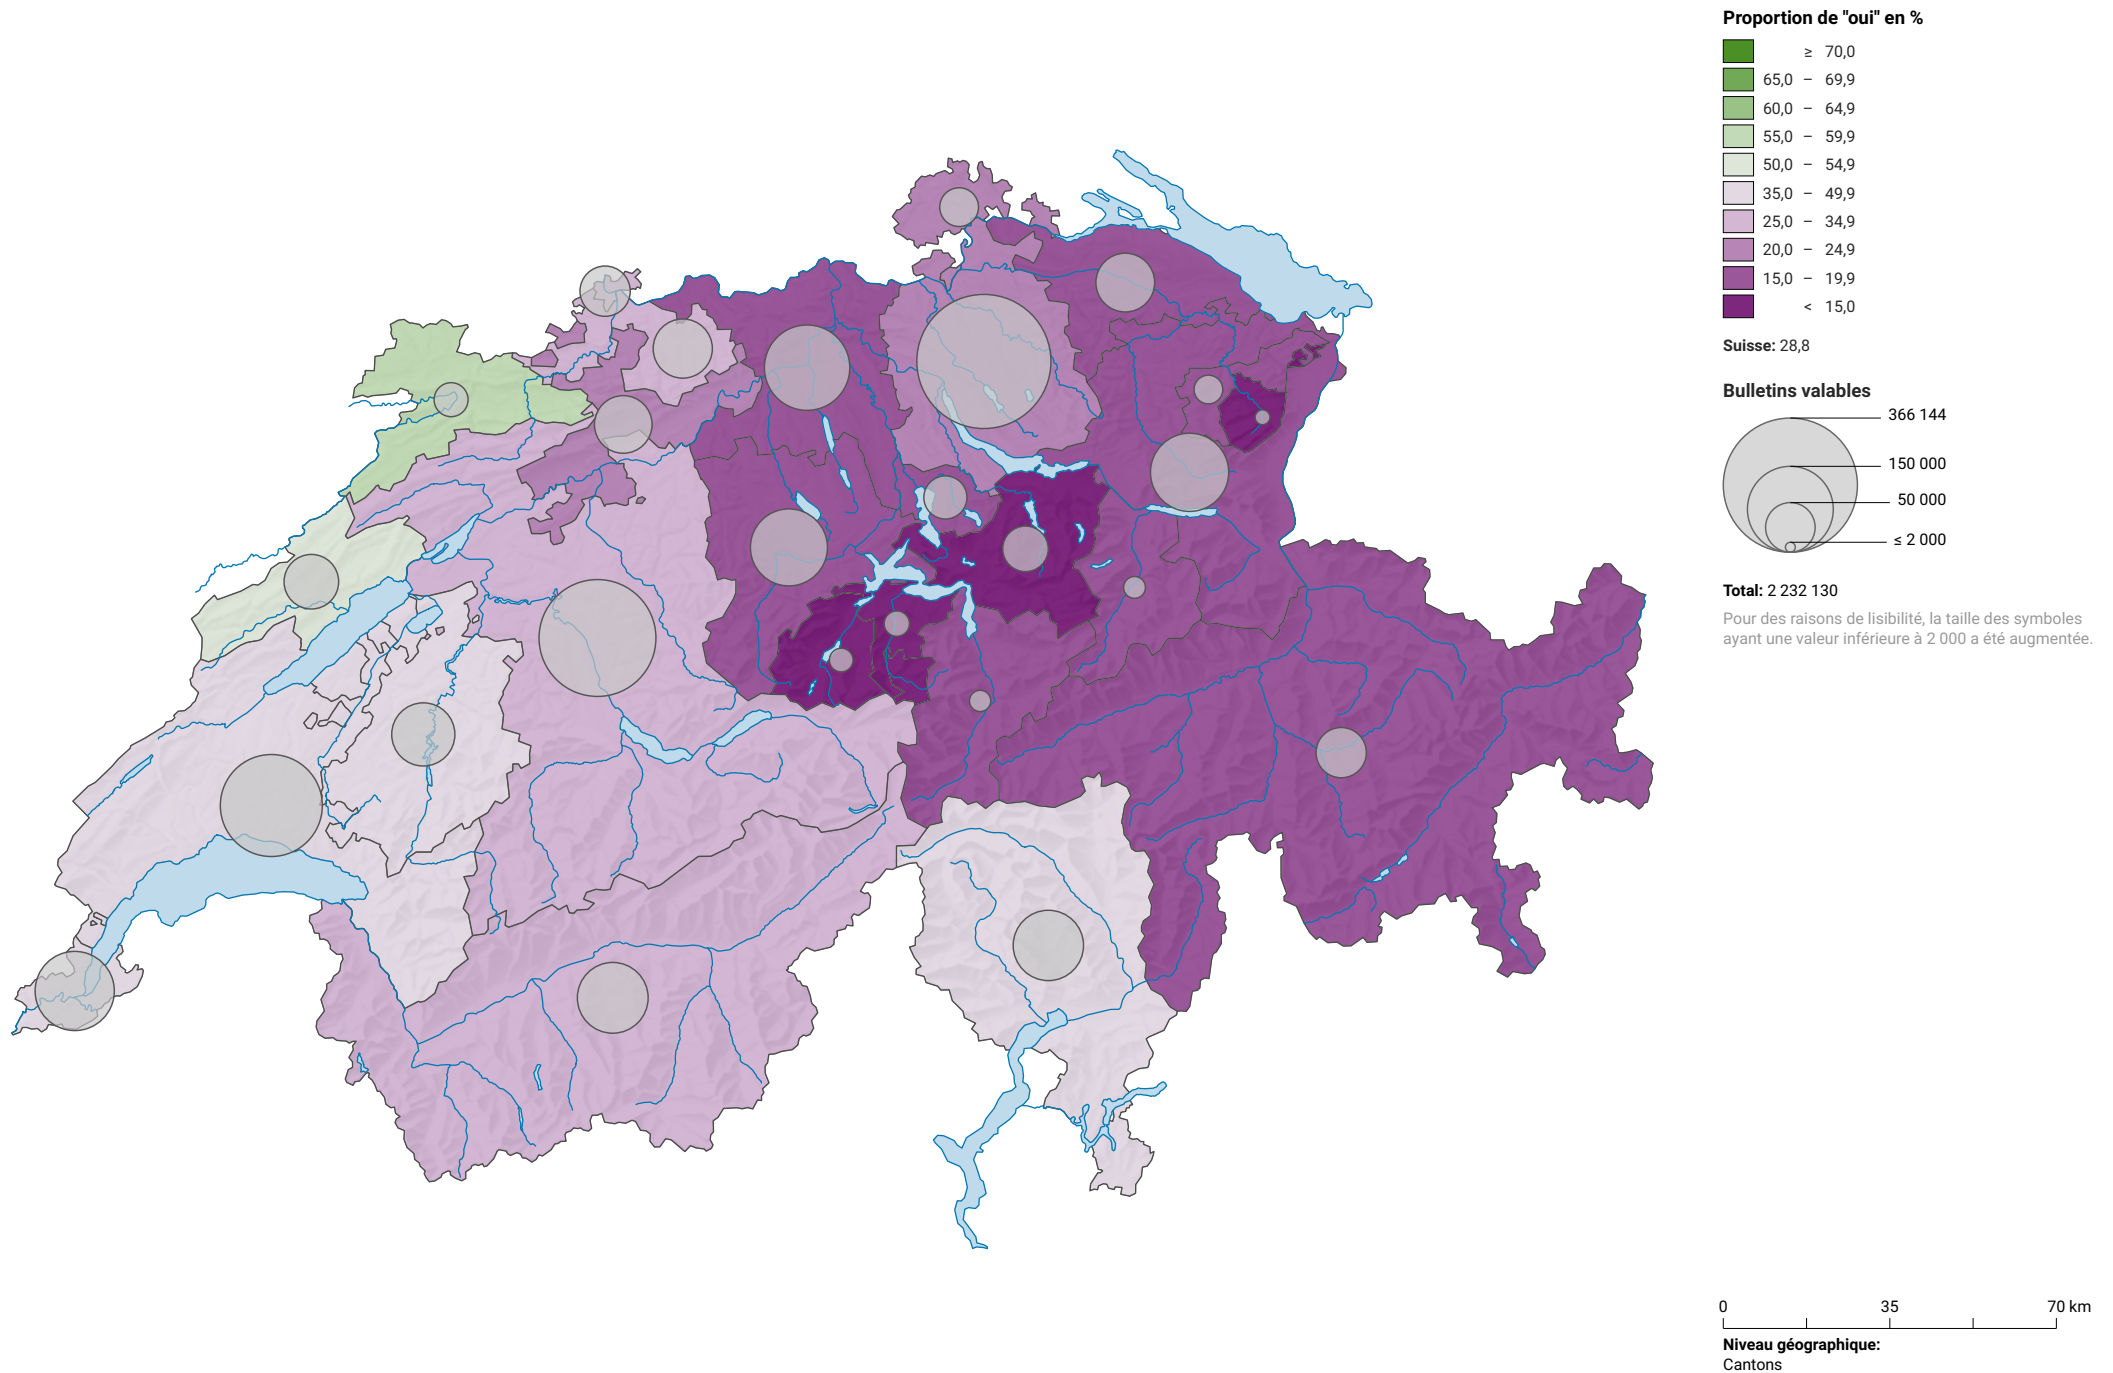 Proportion de "oui" en %
≥ 70,0
65,0 – 69,9
60,0 – 64,9
55,0 – 59,9
50,0 – 54,9
35,0 – 49,9
25,0 – 34,9
20,0 – 24,9
15,0 – 19,9
< 15,0
Suisse: 28,8
Bulletins valables
366 144
150 000
50 000
≤ 2 000
Total: 2 232 130
Pour des raisons de lisibilité, la taille des symboles
ayant une valeur inférieure à 2 000 a été augmentée.
0 35 70 km
Niveau géographique:
Cantons